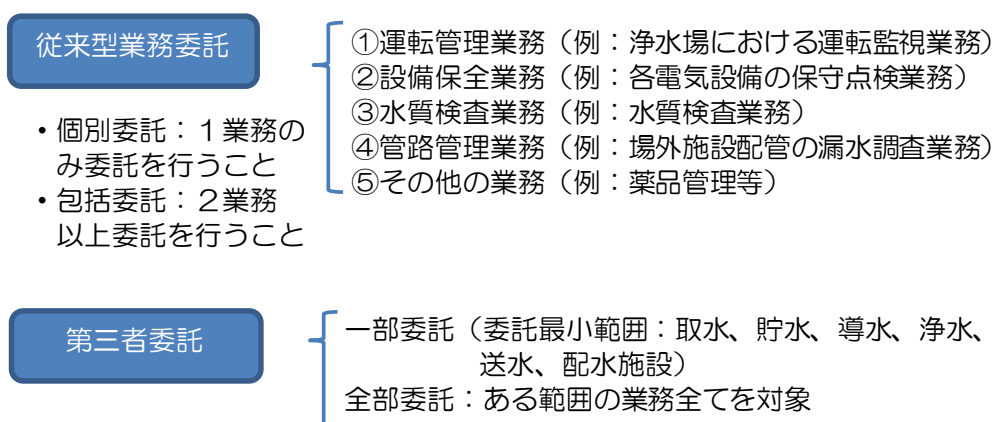 従来型業務委託
①運転管理業務（例：浄水場における運転監視業務）
②設備保全業務（例：各電気設備の保守点検業務）
③水質検査業務（例：水質検査業務）
④管路管理業務（例：場外施設配管の漏水調査業務）
⑤その他の業務（例：薬品管理等）
・個別委託：１業務の
み委託を行うこと
・包括委託：２業務
以上委託を行うこと
第三者委託
一部委託（委託最小範囲：取水、貯水、導水、浄水、
送水、配水施設）
全部委託：ある範囲の業務全てを対象